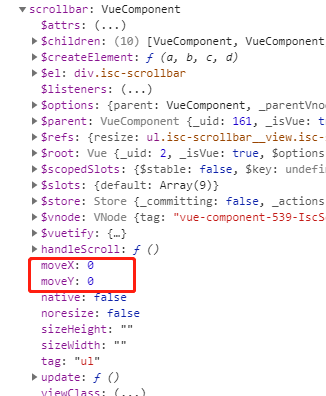 scrollbar: VueComponent
$attrs: (...)
$children: (10) [VueComponent, VueComponent
$createElement: ƒ (a, b, c, d)
$el: div.isc-scrollbar
$listeners: (...)
$options: {parent: VueComponent, _parentVno
$parent: VueComponent {_uid: 161, _isVue: t
$refs: {resize: ul.isc-scrollbar__view.isc-
$root: Vue {_uid: 2, _isVue: true, $options
$scopedSlots: {$stable: false, $key: undefin
$slots: {default: Array(9)}
$store: Store {_committing: false, _actions
$vnode: VNode {tag: "vue-component-539-IscS
$vuetify: {…}
handleScroll: ƒ ()
moveX: 0
moveY: 0
native: false
noresize: false
sizeHeight: ""
sizeWidth: ""
tag: "ul"
update: ƒ ()
viewClass: (...)